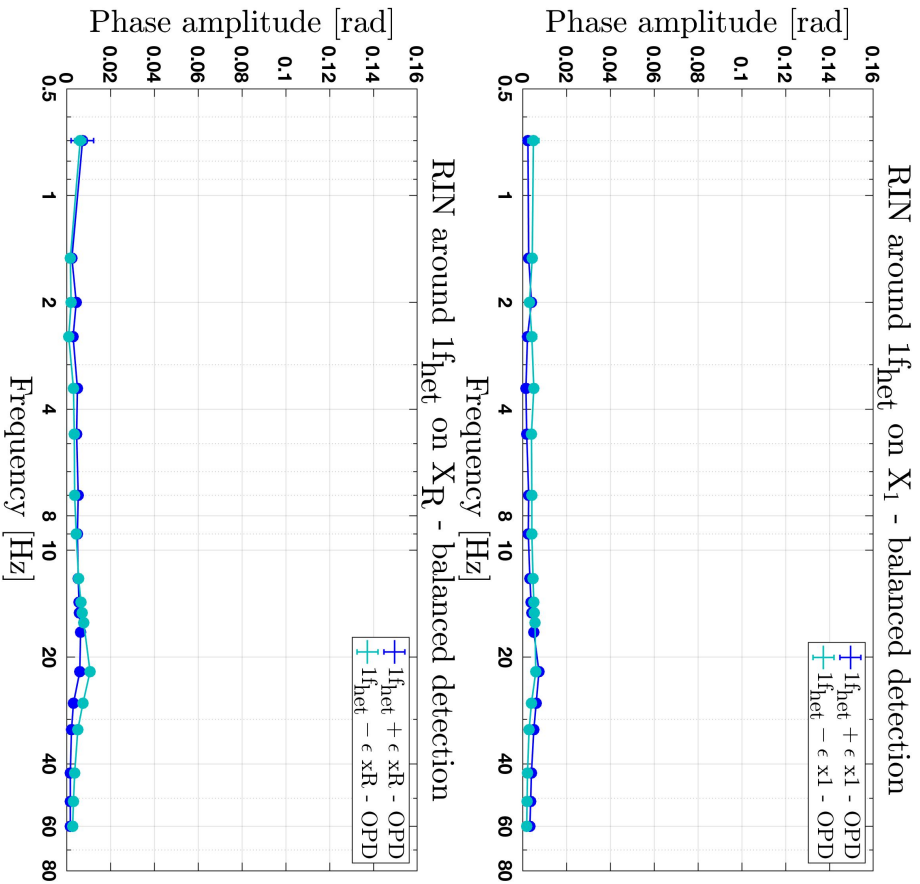 RIN around 1f_het on X_1 - balanced detection
Phase amplitude [rad]
0.16
0.14
0.12
0.1
0.08
0.06
0.04
0.02
0
1f_het + ϵ x1 - OPD
1f_het − ϵ x1 - OPD
0.5 1 2 4 8 10 20 40 60 80
Frequency [Hz]
RIN around 1f_het on X_R - balanced detection
Phase amplitude [rad]
0.16
0.14
0.12
0.1
0.08
0.06
0.04
0.02
0
1f_het + ϵ xR - OPD
1f_het − ϵ xR - OPD
0.5 1 2 4 8 10 20 40 60 80
Frequency [Hz]